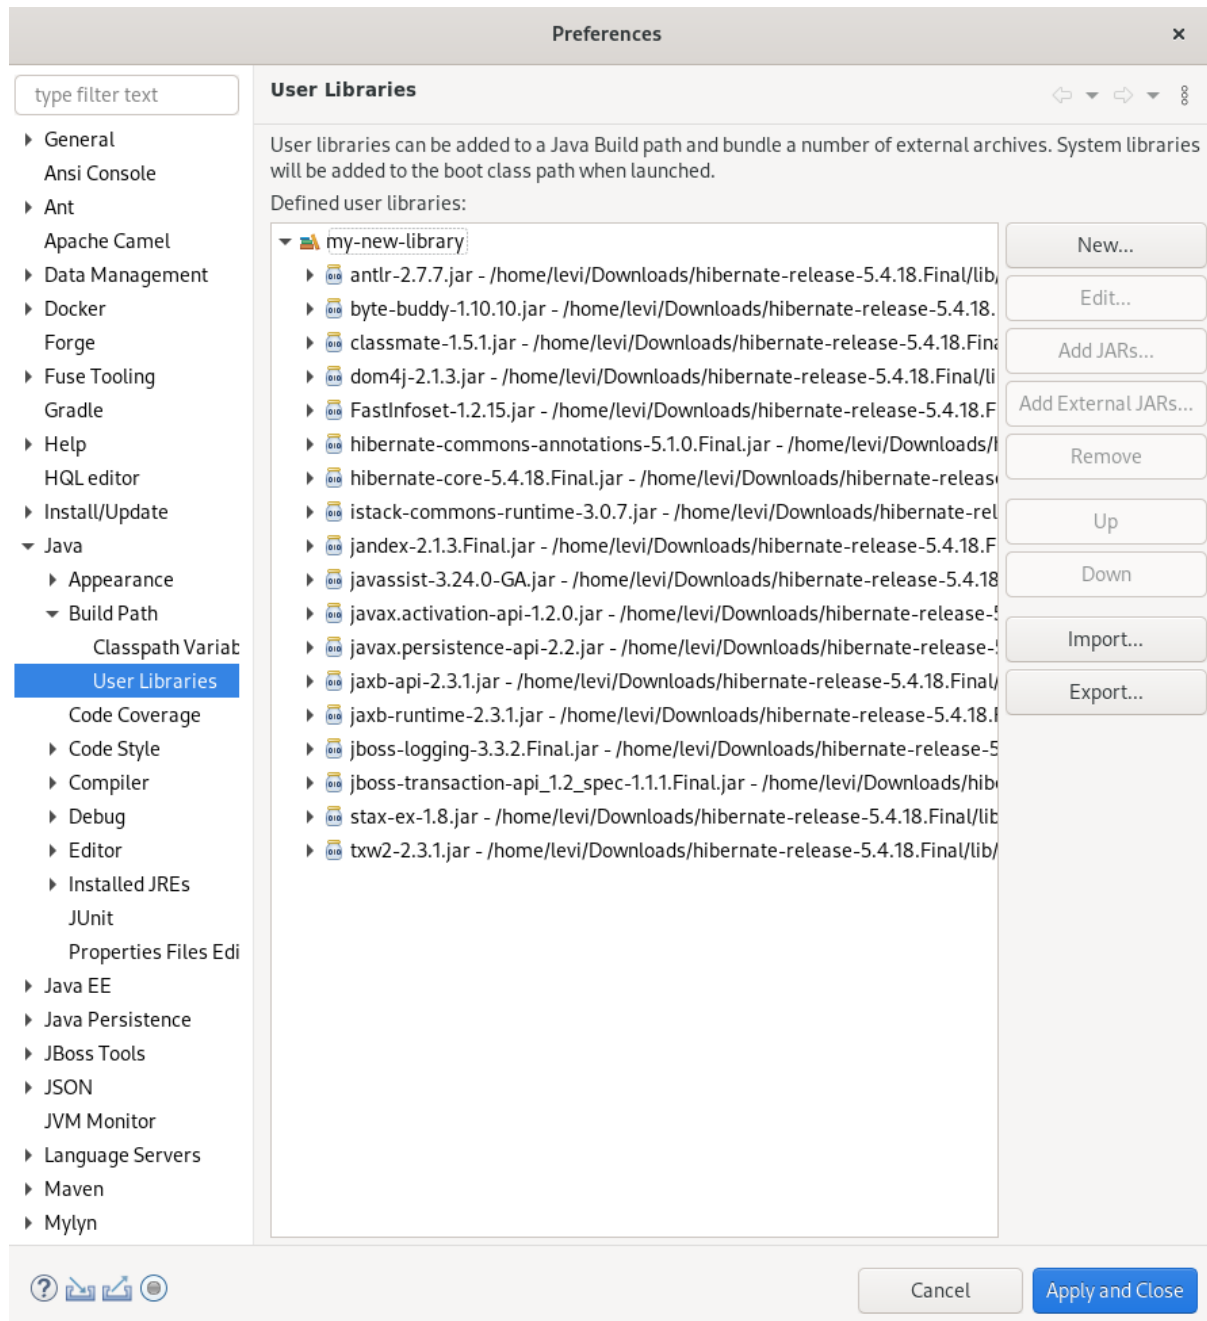 Preferences
type filter text
General
Ansi Console
Ant
Apache Camel
Data Management
Docker
Forge
Fuse Tooling
Gradle
Help
HQL editor
Install/Update
Java
Appearance
Build Path
Classpath Variab
User Libraries
Code Coverage
Code Style
Compiler
Debug
Editor
Installed JREs
JUnit
Properties Files Edi
Java EE
Java Persistence
JBoss Tools
JSON
JVM Monitor
Language Servers
Maven
Mylyn
User Libraries
User libraries can be added to a Java Build path and bundle a number of external archives. System libraries
will be added to the boot class path when launched.
Defined user libraries:
my-new-library
antlr-2.7.7.jar - /home/levi/Downloads/hibernate-release-5.4.18.Final/lib/
byte-buddy-1.10.10.jar - /home/levi/Downloads/hibernate-release-5.4.18.
classmate-1.5.1.jar - /home/levi/Downloads/hibernate-release-5.4.18.Fina
dom4j-2.1.3.jar - /home/levi/Downloads/hibernate-release-5.4.18.Final/li
FastInfoset-1.2.15.jar - /home/levi/Downloads/hibernate-release-5.4.18.F
hibernate-commons-annotations-5.1.0.Final.jar - /home/levi/Downloads/h
hibernate-core-5.4.18.Final.jar - /home/levi/Downloads/hibernate-releas
istack-commons-runtime-3.0.7.jar - /home/levi/Downloads/hibernate-rel
jandex-2.1.3.Final.jar - /home/levi/Downloads/hibernate-release-5.4.18.F
javassist-3.24.0-GA.jar - /home/levi/Downloads/hibernate-release-5.4.18
javax.activation-api-1.2.0.jar - /home/levi/Downloads/hibernate-release-5
javax.persistence-api-2.2.jar - /home/levi/Downloads/hibernate-release-5
jaxb-api-2.3.1.jar - /home/levi/Downloads/hibernate-release-5.4.18.Final/
jaxb-runtime-2.3.1.jar - /home/levi/Downloads/hibernate-release-5.4.18.F
jboss-logging-3.3.2.Final.jar - /home/levi/Downloads/hibernate-release-5
jboss-transaction-api_1.2_spec-1.1.1.Final.jar - /home/levi/Downloads/hibe
stax-ex-1.8.jar - /home/levi/Downloads/hibernate-release-5.4.18.Final/lib
txw2-2.3.1.jar - /home/levi/Downloads/hibernate-release-5.4.18.Final/lib/
New...
Edit...
Add JARs...
Add External JARs...
Remove
Up
Down
Import...
Export...
Cancel
Apply and Close